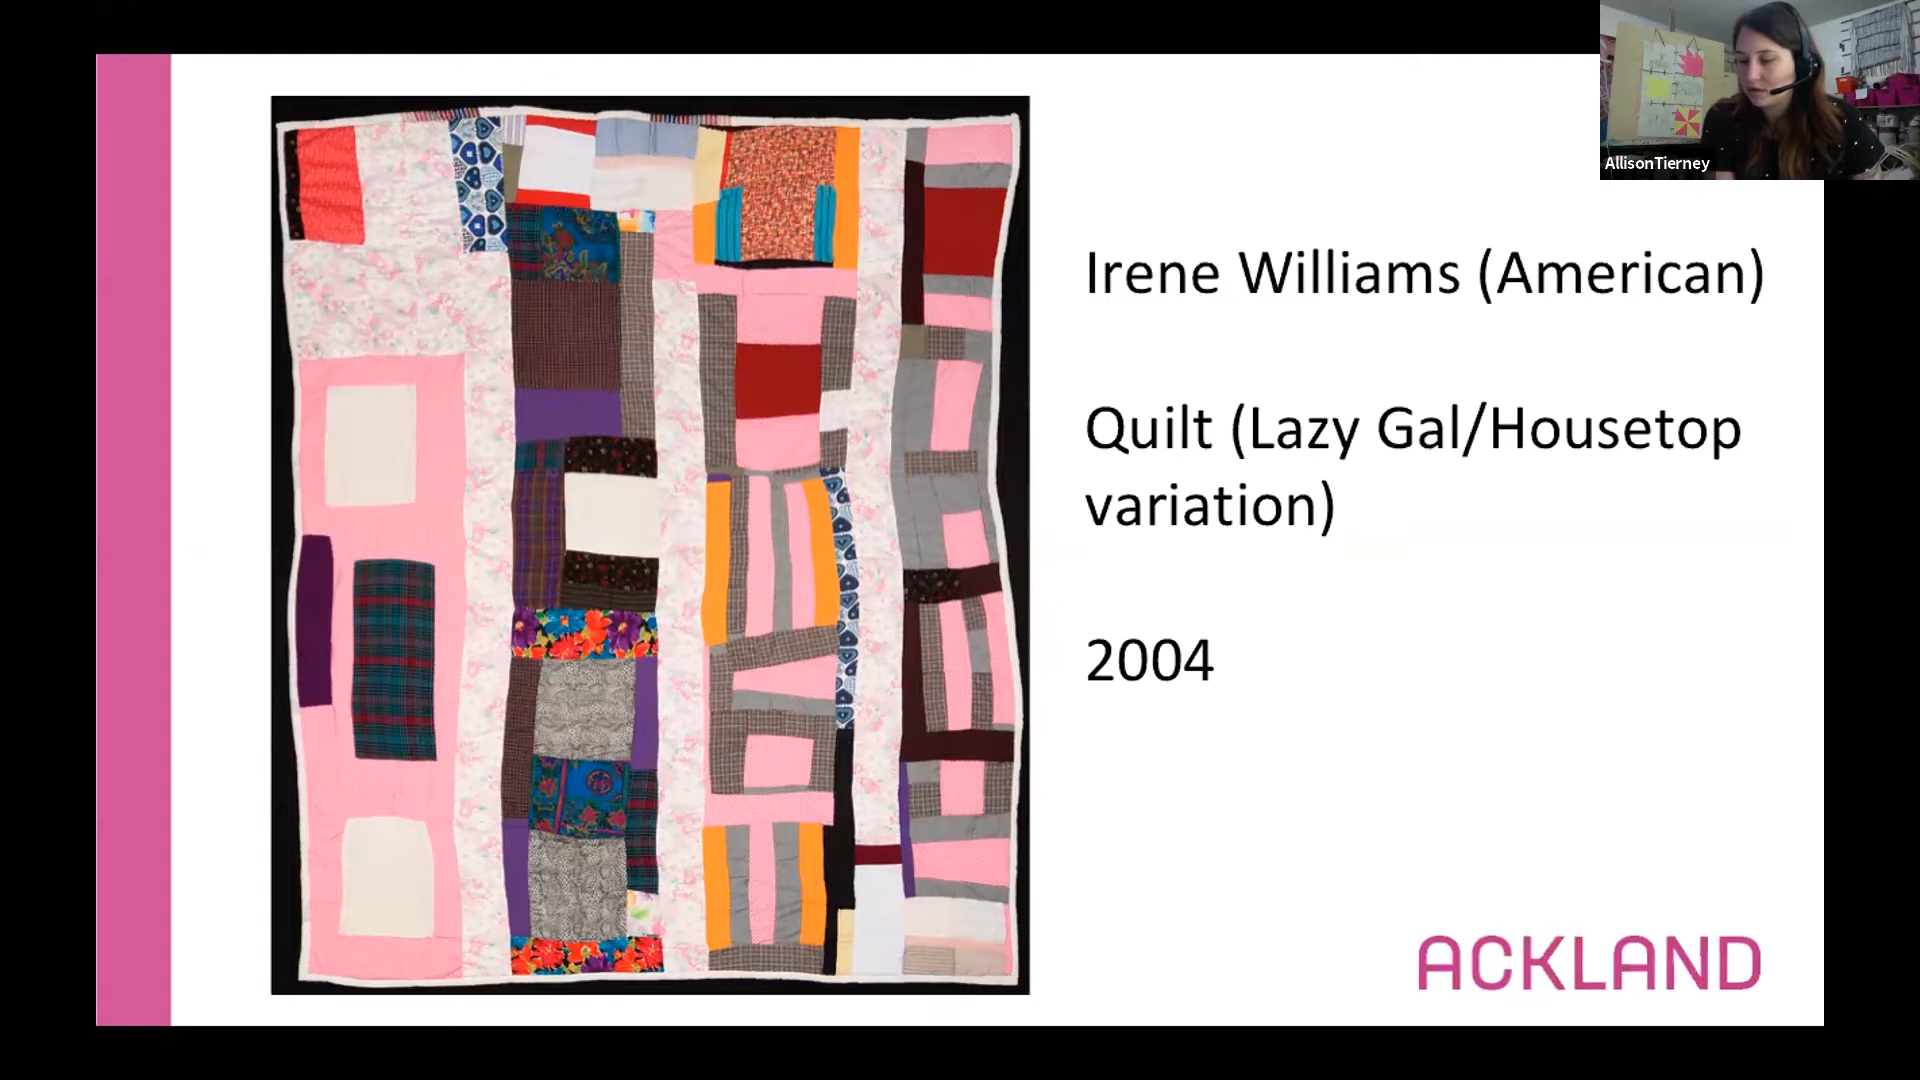 AllisonTierney
Irene Williams (American)
Quilt (Lazy Gal/Housetop
variation)
2004
ACKLAND